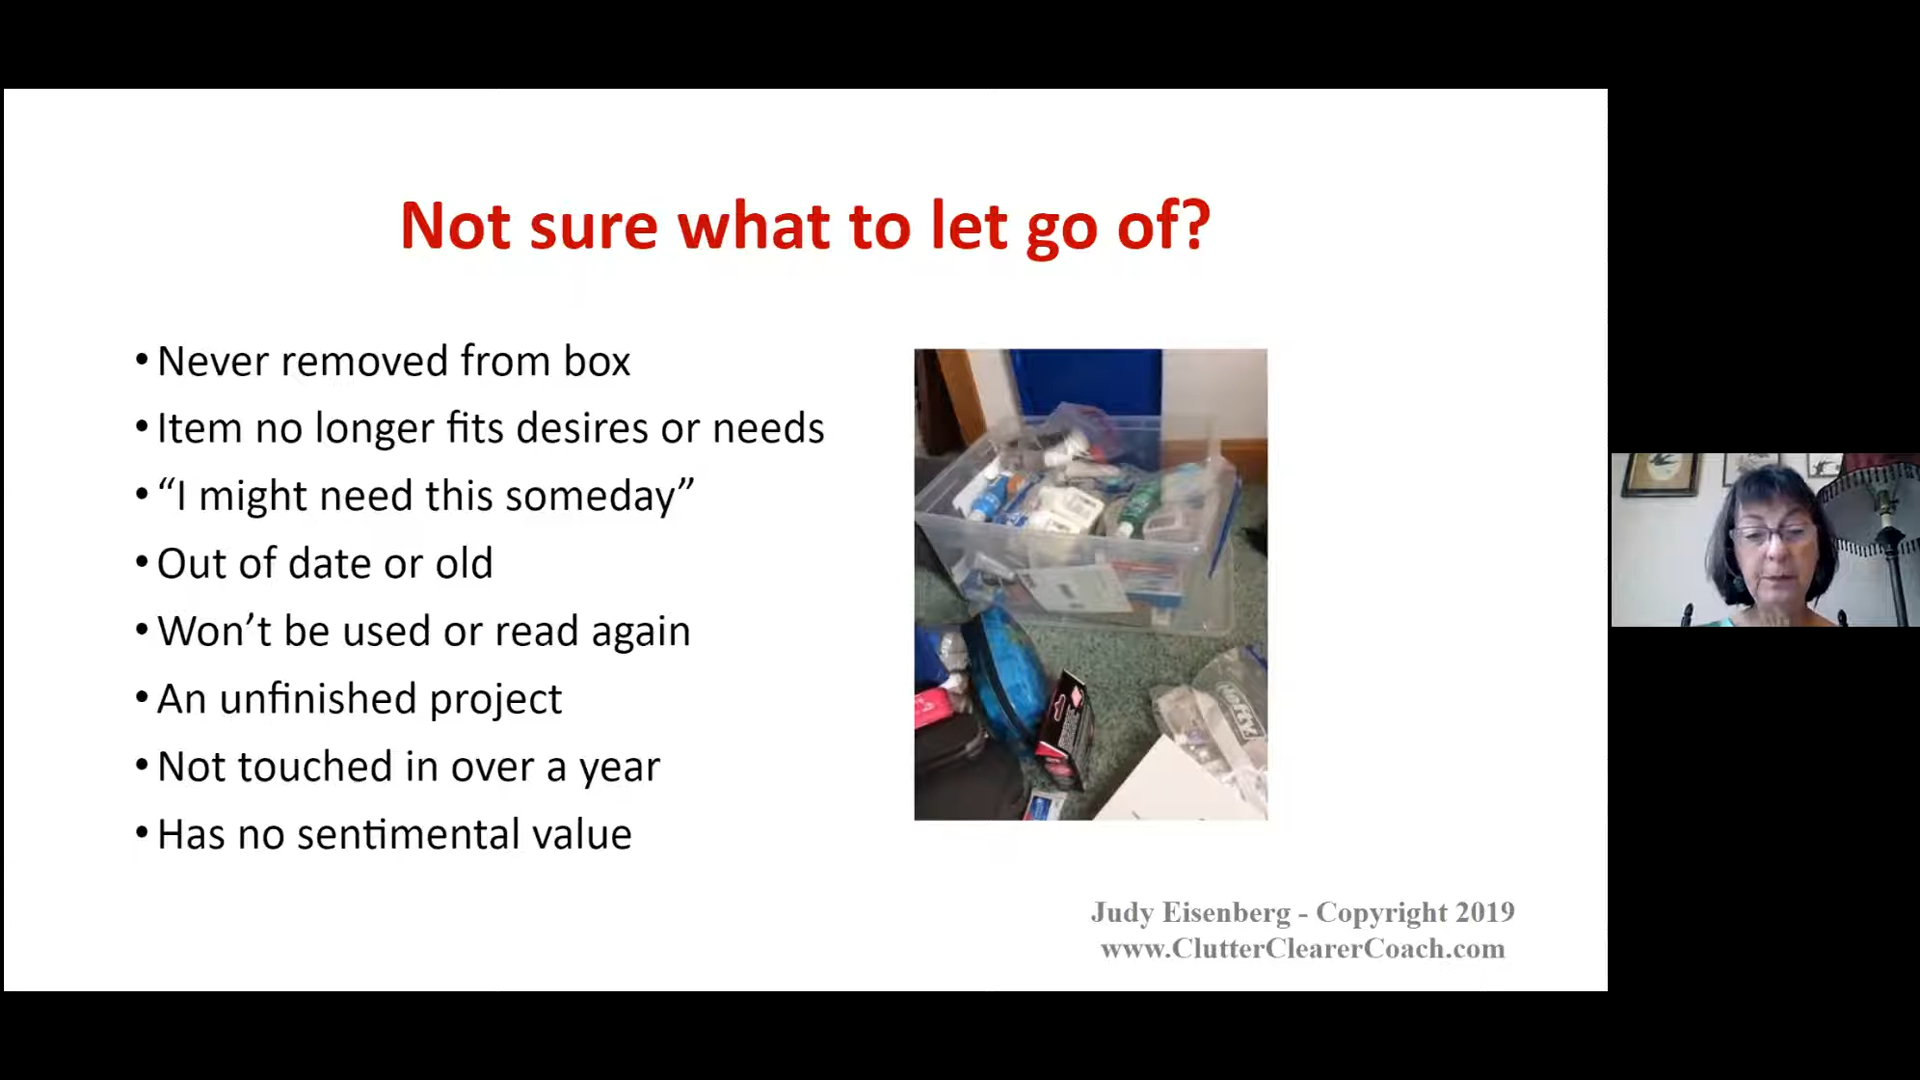 Not sure what to let go of?
• Never removed from box
• Item no longer fits desires or needs
• “I might need this someday”
• Out of date or old
• Won’t be used or read again
• An unfinished project
• Not touched in over a year
• Has no sentimental value
Hefty
Judy Eisenberg - Copyright 2019
www.ClutterClearerCoach.com